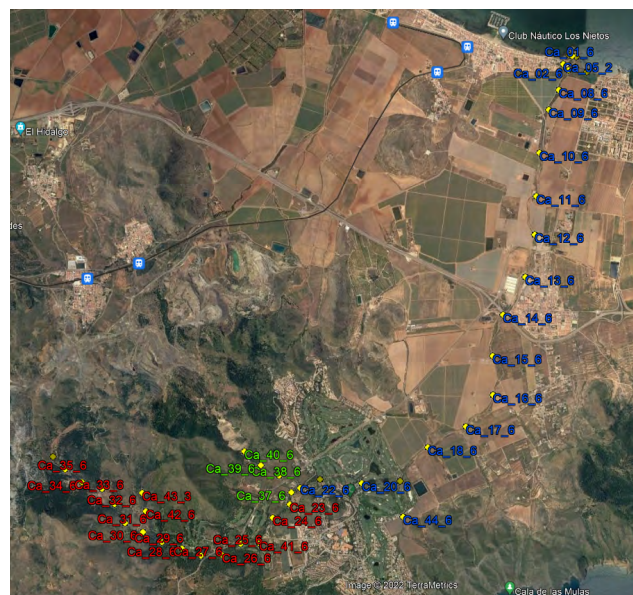 Club Náutico Los Nietos
Ca_01_6
Ca_02_6
Ca_05_2
Ca_08_6
Ca_09_6
El Hidalgo
Ca_10_6
Ca_11_6
des
Ca_12_6
Ca_13_6
Ca_14_6
Ca_15_6
Ca_16_6
Ca_17_6
Ca_18_6
Ca_40_6
Ca_39_6
Ca_38_6
Ca_35_6
Ca_34_6
Ca_33_6
Ca_20_6
Ca_22_6
Ca_37_6
Ca_43_3
Ca_32_6
Ca_23_6
Ca_42_6
Ca_31_6
Ca_24_6
Ca_44_6
Ca_30_6
Ca_29_6
Ca_28_6
Ca_27_6
Ca_26_6
Ca_41_6
Image © 2022 TerraMetrics
Cala de las Mulas